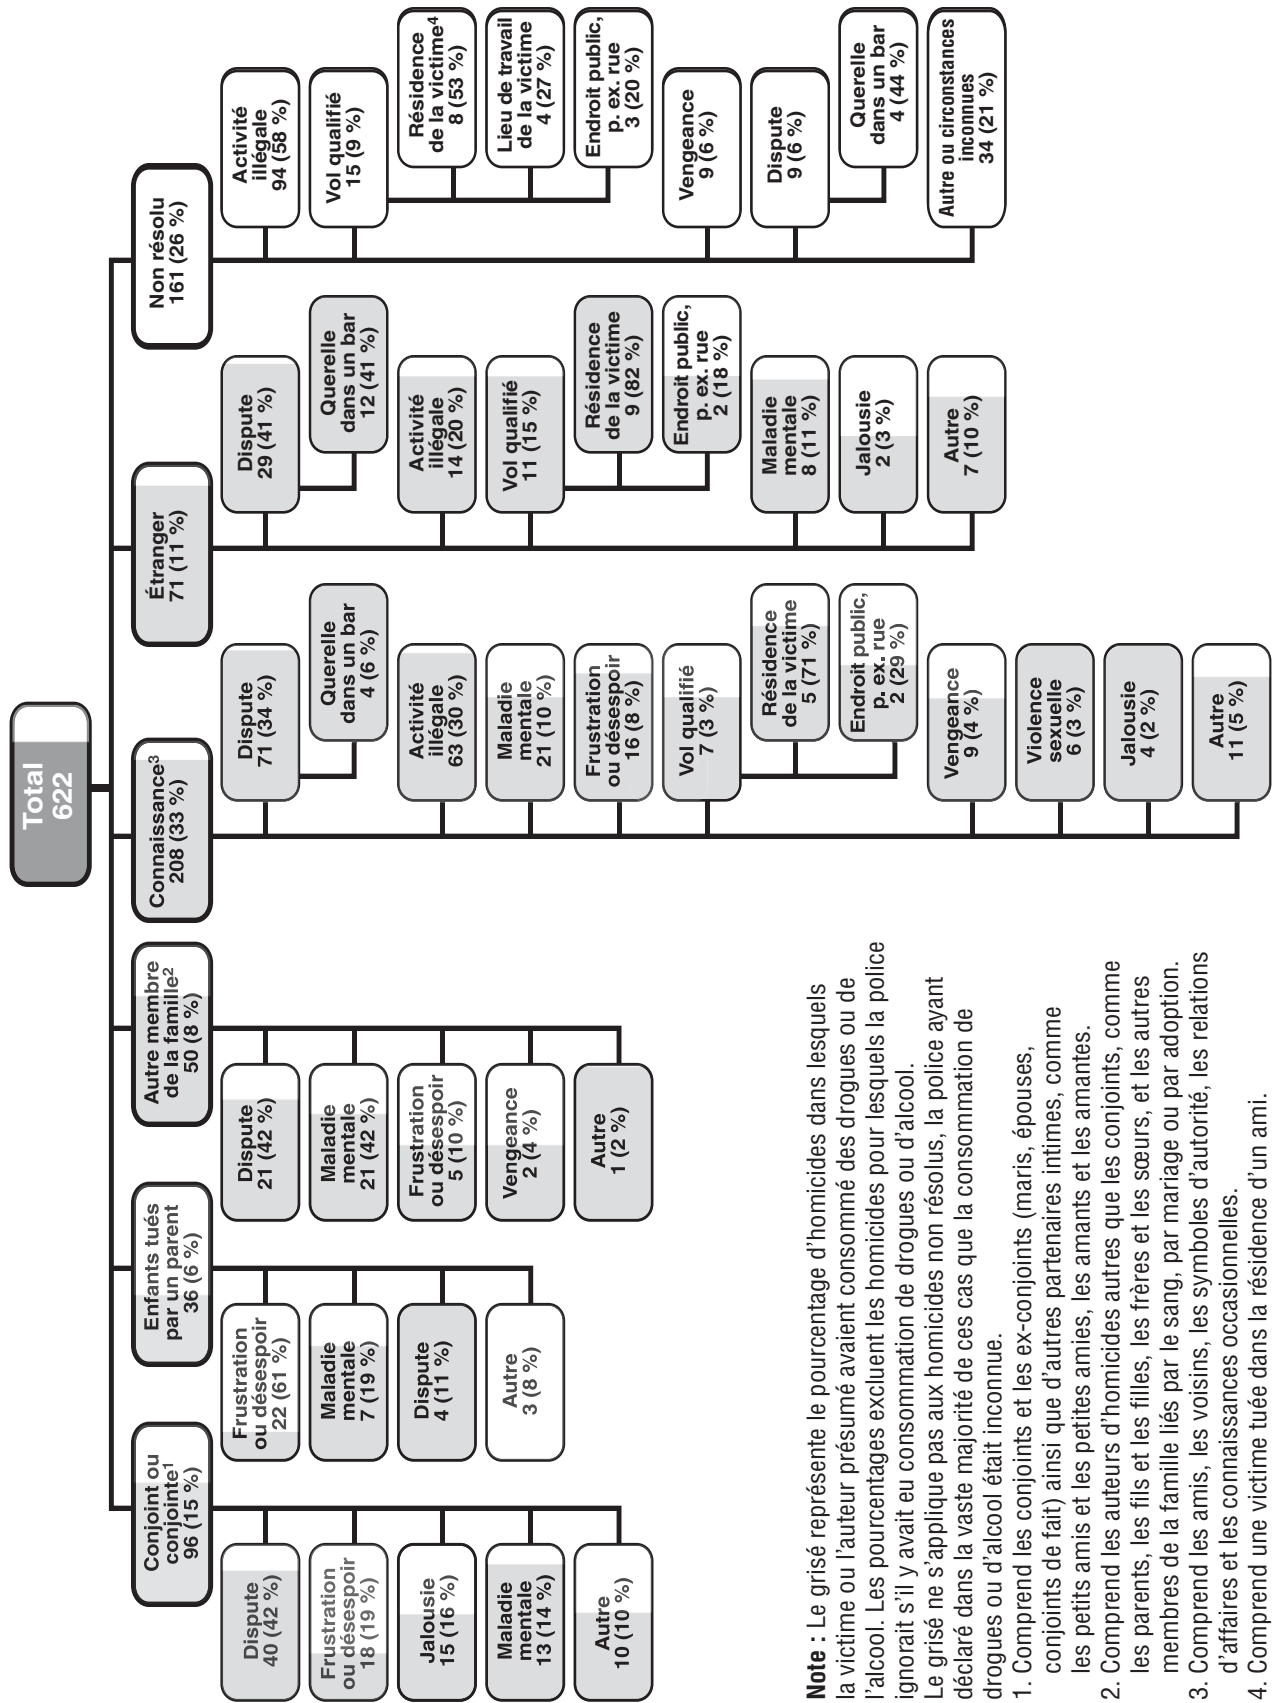 Total
622
Conjoint ou
conjointe1
96 (15 %)
Dispute
40 (42 %)
Frustration
ou désespoir
18 (19 %)
Jalousie
15 (16 %)
Maladie
mentale
13 (14 %)
Autre
10 (10 %)
Enfants tués
par un parent
36 (6 %)
Frustration
ou désespoir
22 (61 %)
Maladie
mentale
7 (19 %)
Dispute
4 (11 %)
Autre
3 (8 %)
Autre membre
de la famille2
50 (8 %)
Dispute
21 (42 %)
Maladie
mentale
21 (42 %)
Frustration
ou désespoir
5 (10 %)
Vengeance
2 (4 %)
Autre
1 (2 %)
Connaissance3
208 (33 %)
Dispute
71 (34 %)
Querelle
dans un bar
4 (6 %)
Activité
illégale
63 (30 %)
Maladie
mentale
21 (10 %)
Frustration
ou désespoir
16 (8 %)
Vol qualifié
7 (3 %)
Résidence
de la victime
5 (71 %)
Endroit public,
p. ex. rue
2 (29 %)
Vengeance
9 (4 %)
Violence
sexuelle
6 (3 %)
Jalousie
4 (2 %)
Autre
11 (5 %)
Étranger
71 (11 %)
Dispute
29 (41 %)
Querelle
dans un bar
12 (41 %)
Activité
illégale
14 (20 %)
Vol qualifié
11 (15 %)
Résidence
de la victime
9 (82 %)
Endroit public,
p. ex. rue
2 (18 %)
Maladie
mentale
8 (11 %)
Jalousie
2 (3 %)
Autre
7 (10 %)
Non résolu
161 (26 %)
Activité
illégale
94 (58 %)
Vol qualifié
15 (9 %)
Résidence
de la victime4
8 (53 %)
Lieu de travail
de la victime
4 (27 %)
Endroit public,
p. ex. rue
3 (20 %)
Vengeance
9 (6 %)
Dispute
9 (6 %)
Querelle
dans un bar
4 (44 %)
Autre ou circonstances
inconnues
34 (21 %)
Note : Le grisé représente le pourcentage d’homicides dans lesquels
la victime ou l’auteur présumé avaient consommé des drogues ou de
l’alcool. Les pourcentages excluent les homicides pour lesquels la police
ignorait s’il y avait eu consommation de drogues ou d’alcool.
Le grisé ne s’applique pas aux homicides non résolus, la police ayant
déclaré dans la vaste majorité de ces cas que la consommation de
drogues ou d’alcool était inconnue.
1. Comprend les conjoints et les ex-conjoints (maris, épouses,
conjoints de fait) ainsi que d’autres partenaires intimes, comme
les petits amis et les petites amies, les amants et les amantes.
2. Comprend les auteurs d’homicides autres que les conjoints, comme
les parents, les fils et les filles, les frères et les sœurs, et les autres
membres de la famille liés par le sang, par mariage ou par adoption.
3. Comprend les amis, les voisins, les symboles d’autorité, les relations
d’affaires et les connaissances occasionnelles.
4. Comprend une victime tuée dans la résidence d’un ami.